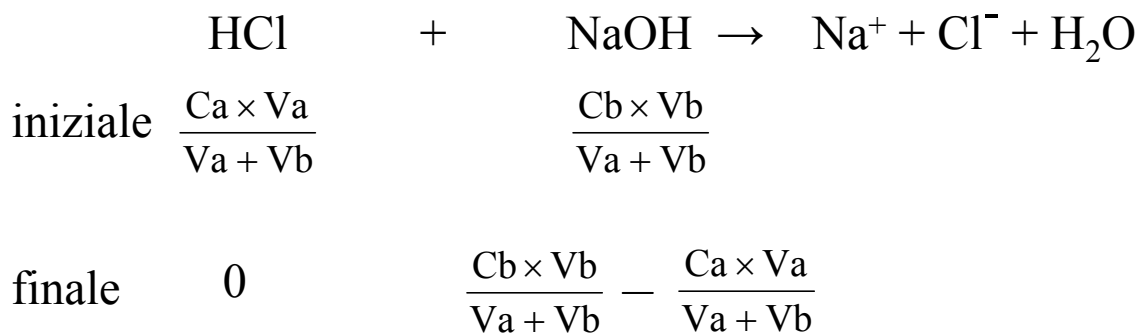 HCl + NaOH → Na⁺ + Cl⁻ + H₂O
iniziale Ca × Va / Va + Vb Cb × Vb / Va + Vb
finale 0 Cb × Vb / Va + Vb − Ca × Va / Va + Vb